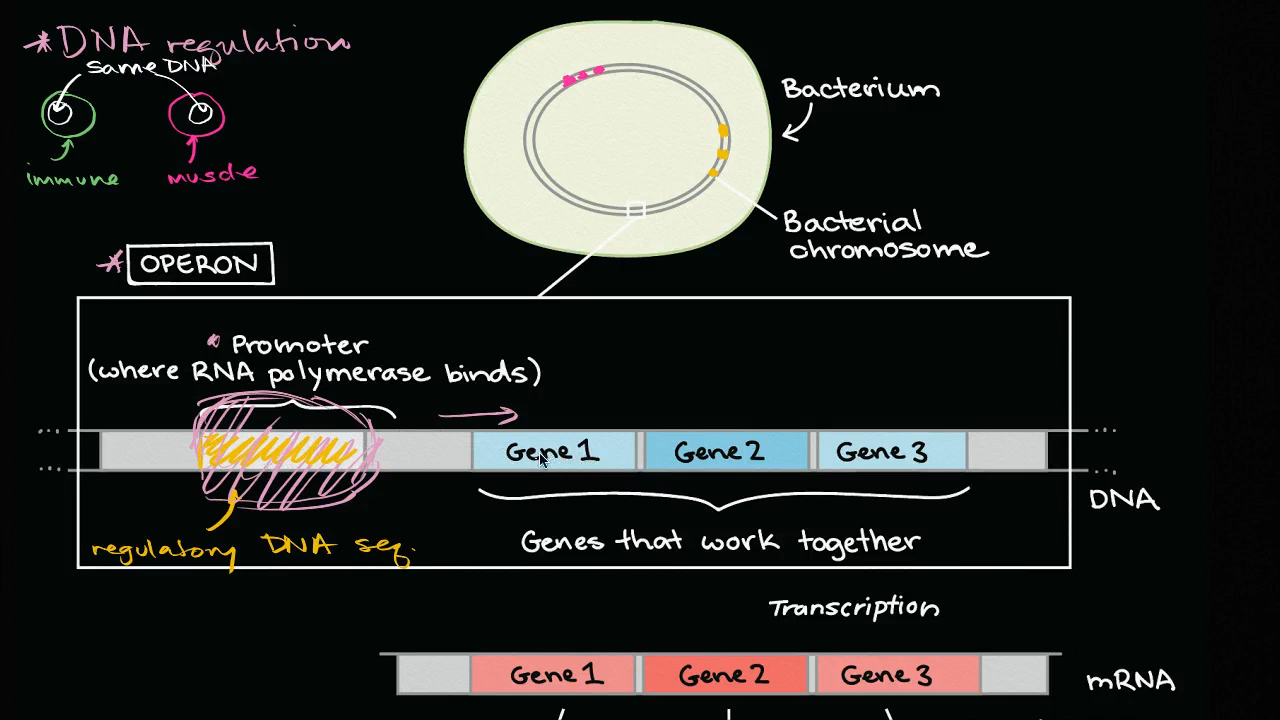 * DNA regulation
same DNA
immune muscle
Bacterium
Bacterial
chromosome
* OPERON
Promoter
(where RNA polymerase binds)
Gene 1 Gene 2 Gene 3
DNA
regulatory DNA seq.
Genes that work together
Transcription
Gene 1 Gene 2 Gene 3
mRNA